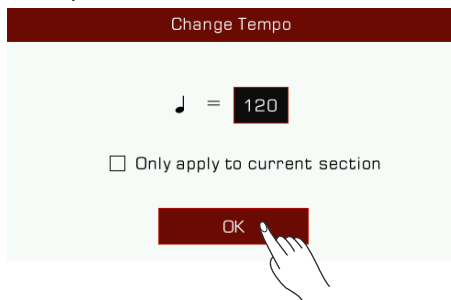 Change Tempo
♩ = 120
Only apply to current section
OK